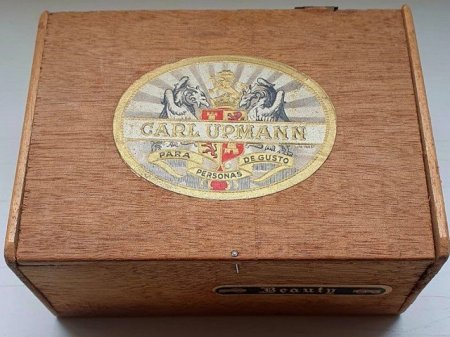 CARL UPMANN
PARA
PERSONAS
DE GUSTO
Beauty